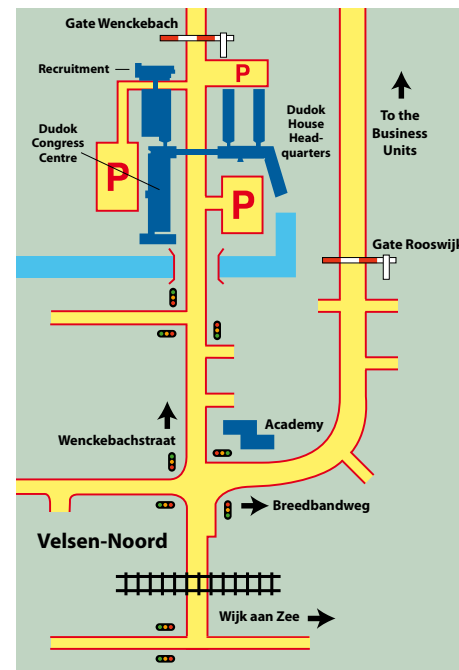 Gate Wenckebach
Recruitment
P
Dudok
Congress
Centre
P
Dudok
House
Head-
quarters
To the
Business
Units
P
Gate Rooswijk
Academy
Wenckebachstraat
Breedbandweg
Velsen-Noord
Wijk aan Zee